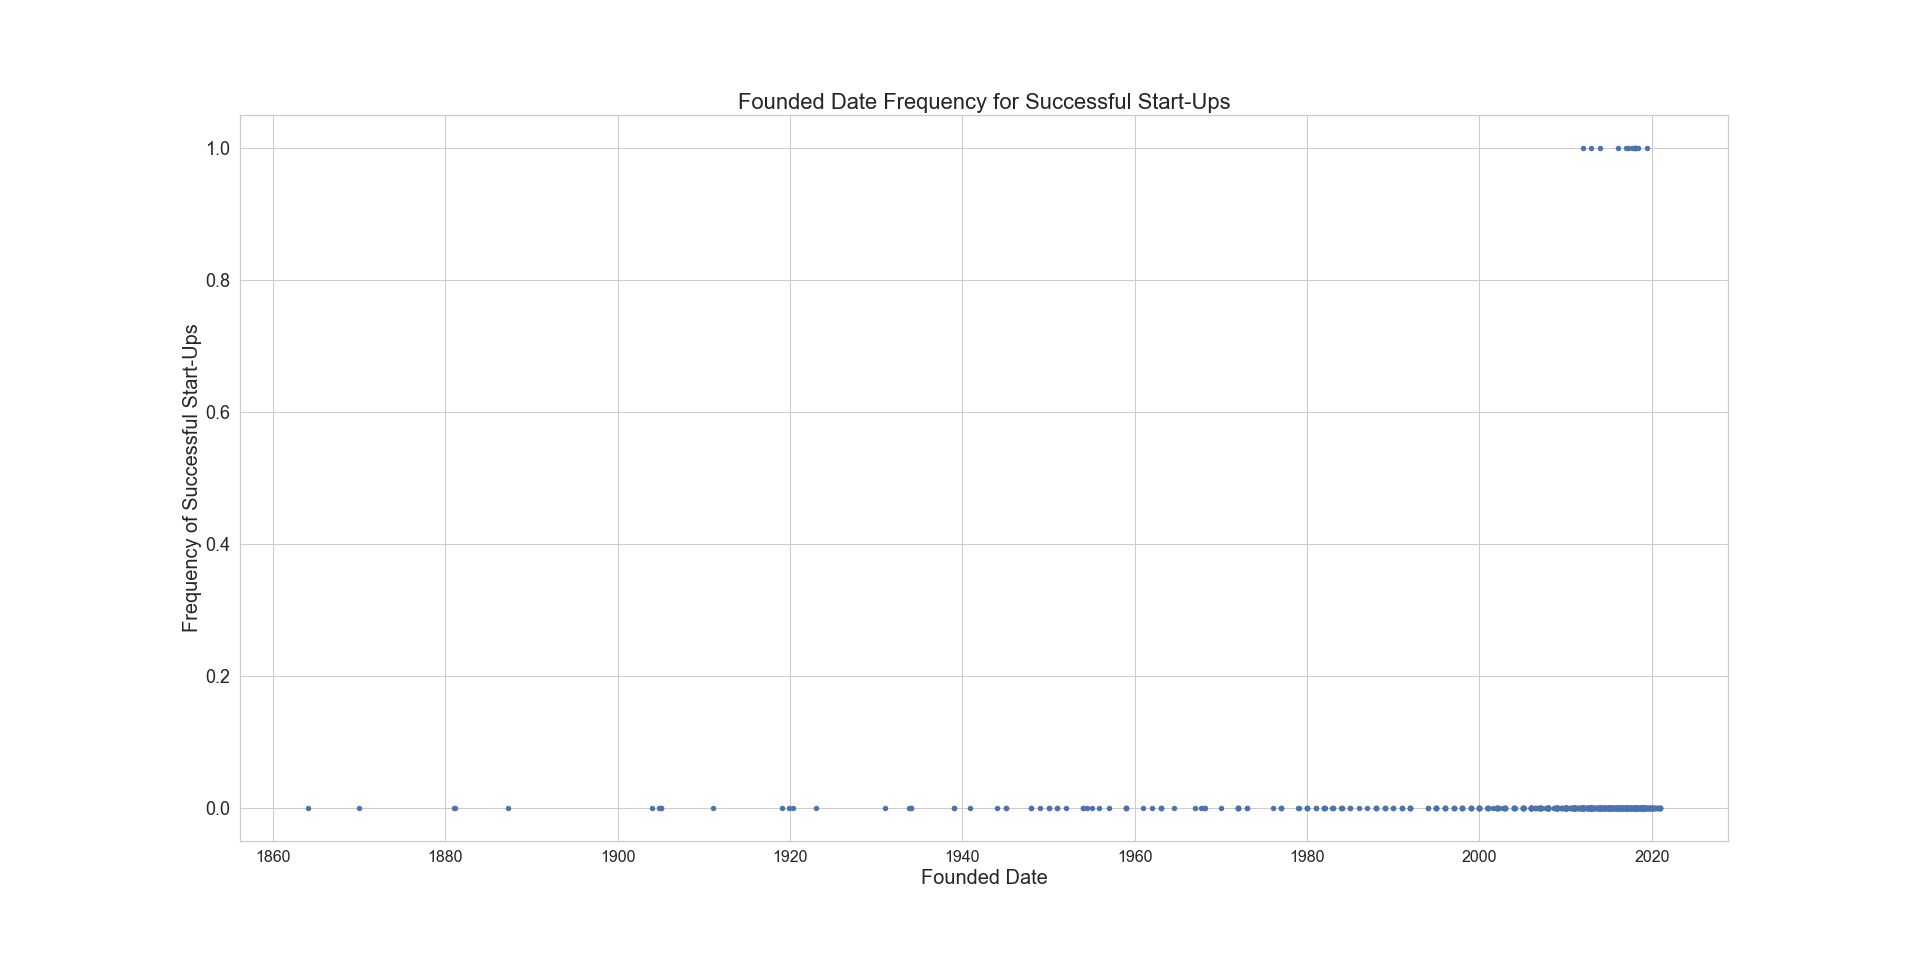 Founded Date Frequency for Successful Start-Ups
Frequency of Successful Start-Ups
1.0
0.8
0.6
0.4
0.2
0.0
1860 1880 1900 1920 1940 1960 1980 2000 2020
Founded Date